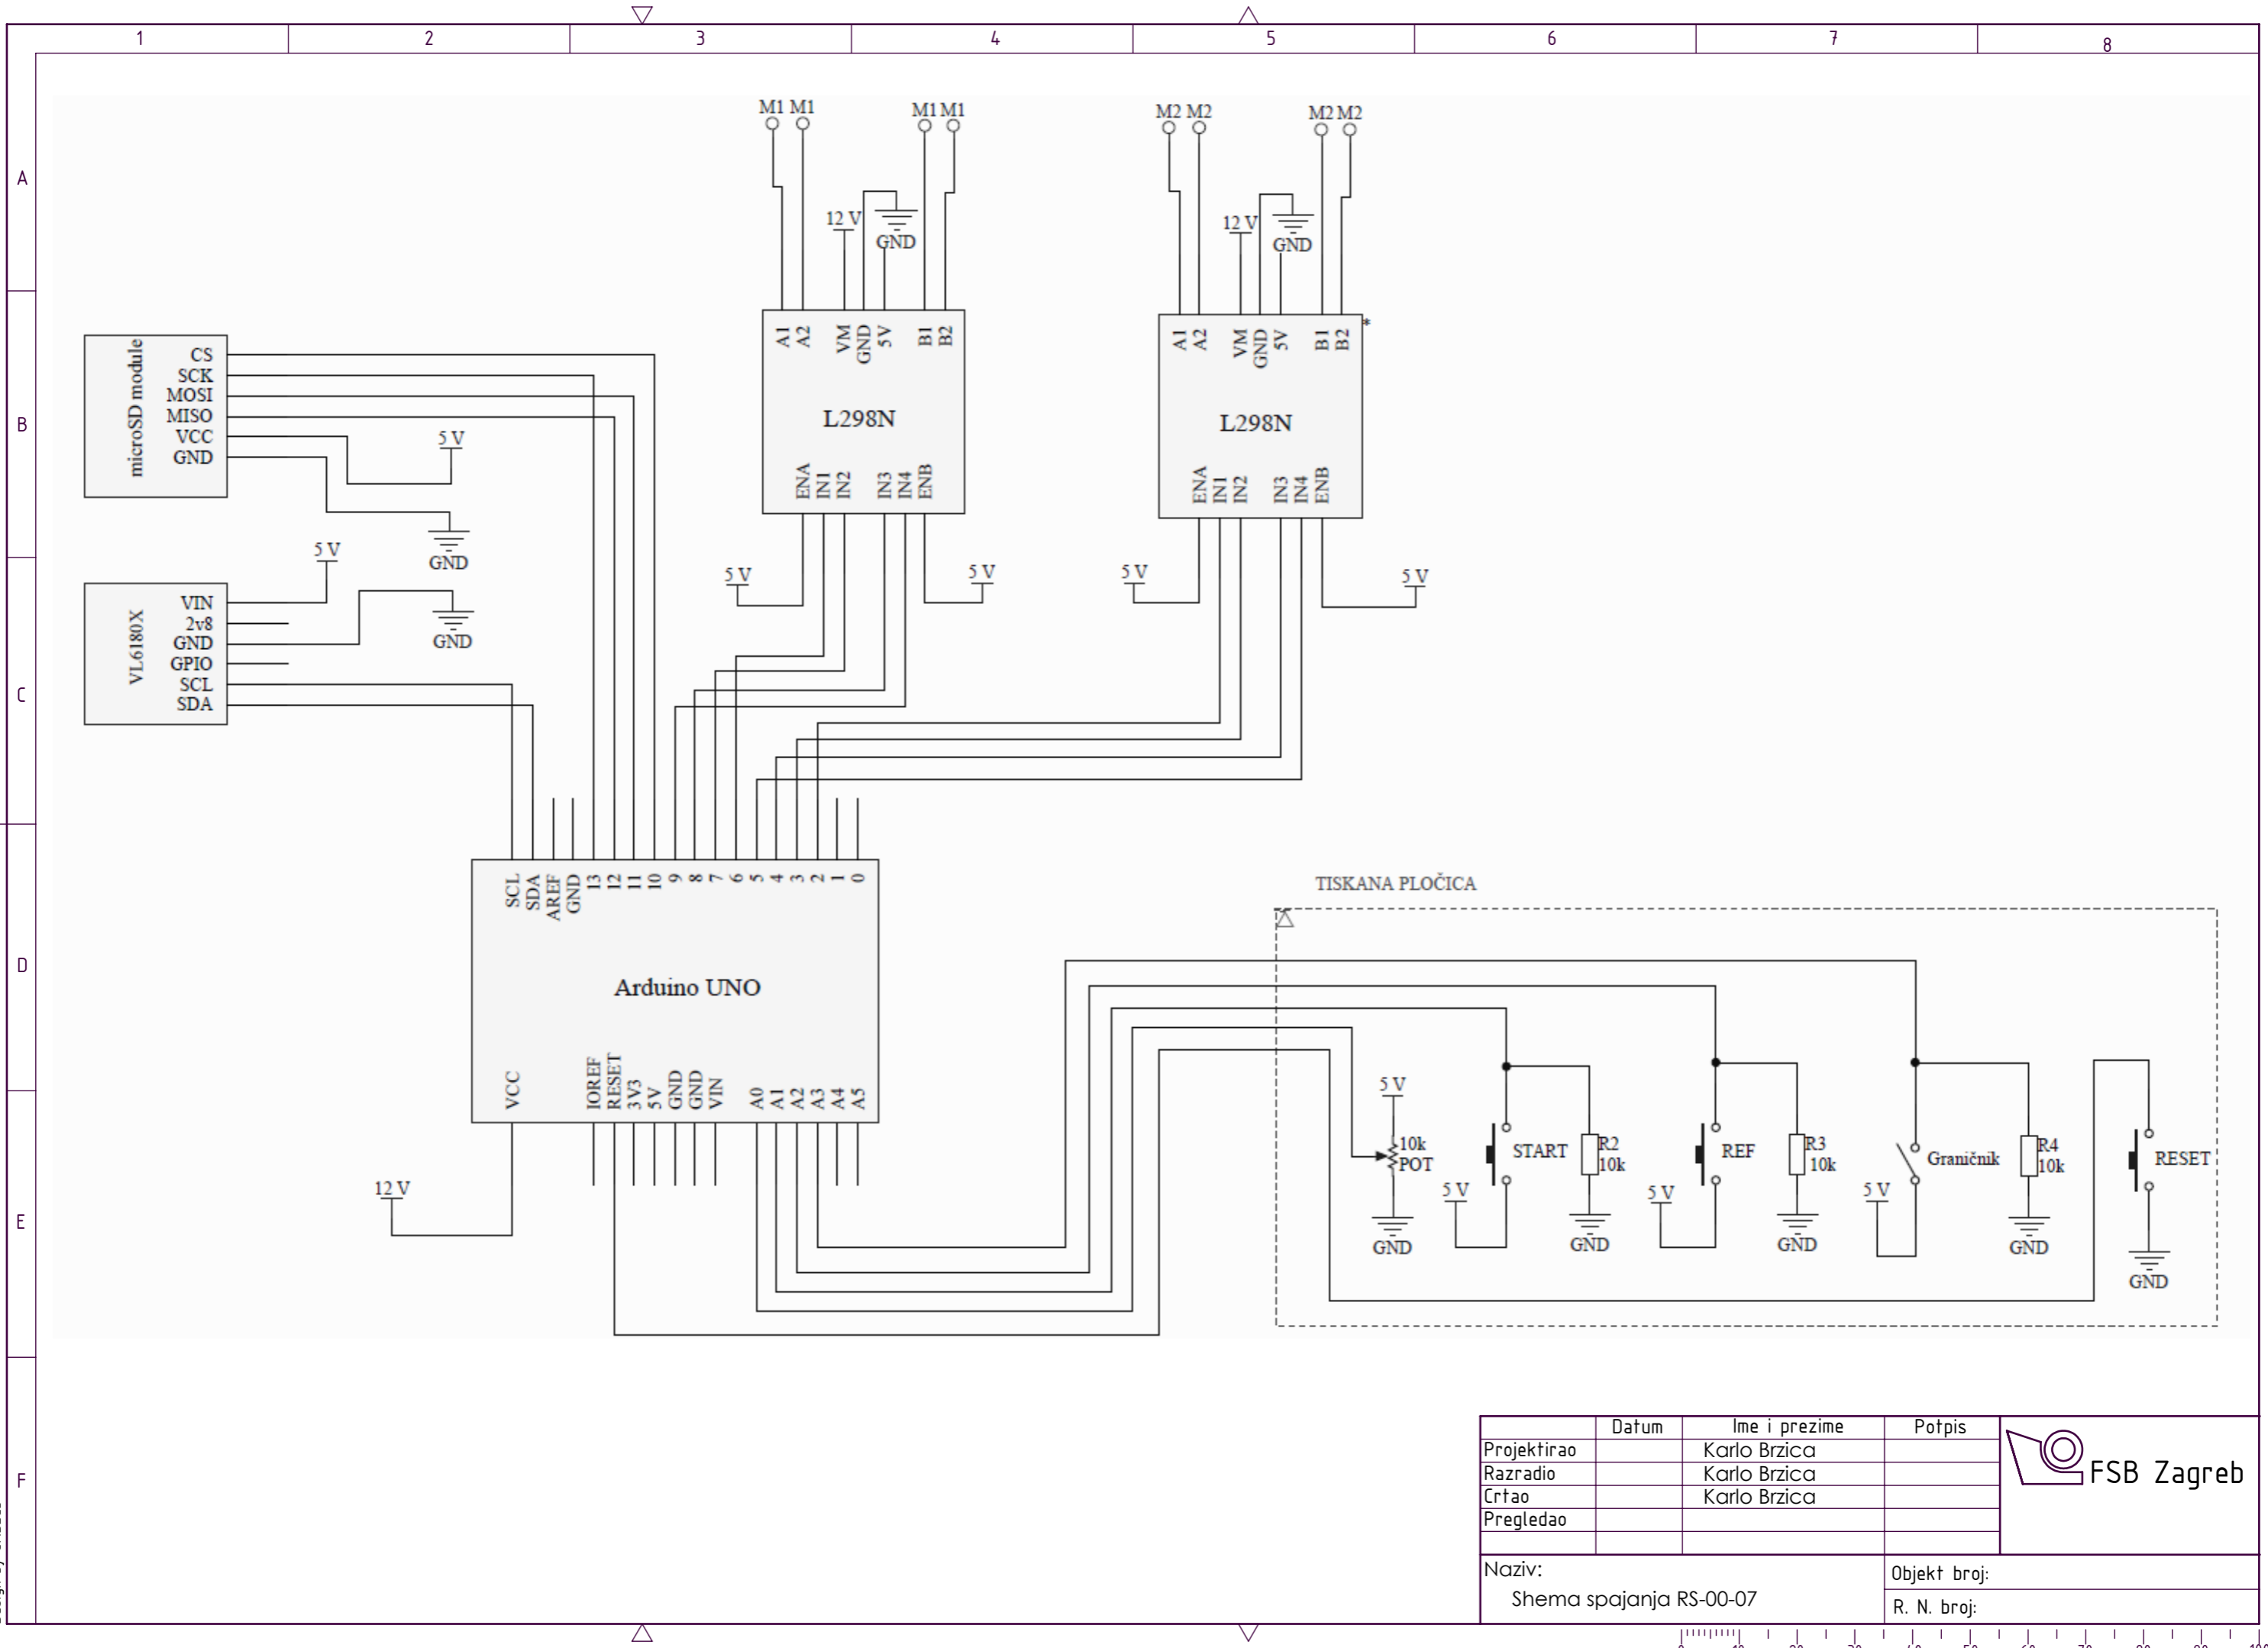 1 2 3 4 5 6 7 8
A
B
C
D
E
F
M1 M1 M1 M1
M2 M2 M2 M2
12 V
GND
12 V
GND
A1 A2 VM GND 5V B1 B2
L298N
ENA IN1 IN2 IN3 IN4 ENB
A1 A2 VM GND 5V B1 B2
*
L298N
ENA IN1 IN2 IN3 IN4 ENB
microSD module
CS
SCK
MOSI
MISO
VCC
GND
5 V
GND
5 V
GND
VL6180X
VIN
2v8
GND
GPIO
SCL
SDA
5 V
5 V
5 V
5 V
SCL SDA AREF GND 13 12 11 10 9 8 7 6 5 4 3 2 1 0
Arduino UNO
VCC IOREF RESET 3V3 5V GND GND VIN A0 A1 A2 A3 A4 A5
12 V
TISKANA PLOČICA
5 V
10k
POT
GND
START
5 V
R2
10k
GND
REF
5 V
R3
10k
GND
Graničnik
5 V
R4
10k
GND
RESET
GND
Datum Ime i prezime Potpis
Projektirao Karlo Brzica
Razradio Karlo Brzica
Crtao Karlo Brzica
Pregledao
FSB Zagreb
Naziv:
Shema spajanja RS-00-07
Objekt broj:
R. N. broj: